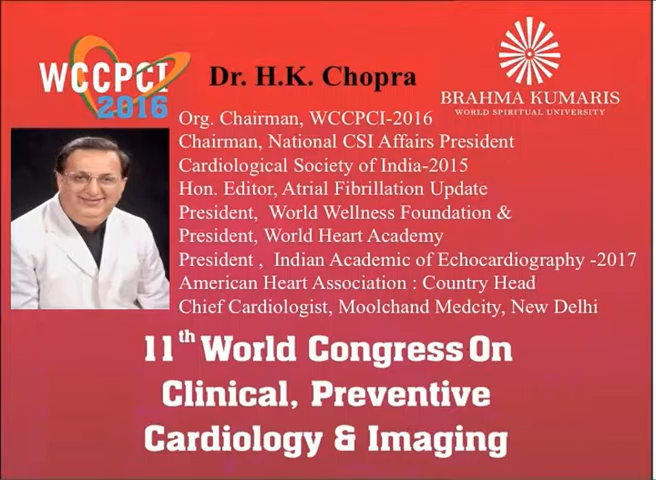 WCCPCI
2016
Dr. H.K. Chopra
BRAHMA KUMARIS
WORLD SPIRITUAL UNIVERSITY
Org. Chairman, WCCPCI-2016
Chairman, National CSI Affairs President
Cardiological Society of India-2015
Hon. Editor, Atrial Fibrillation Update
President, World Wellness Foundation &
President, World Heart Academy
President , Indian Academic of Echocardiography -2017
American Heart Association : Country Head
Chief Cardiologist, Moolchand Medcity, New Delhi
11th World Congress On
Clinical, Preventive
Cardiology & Imaging